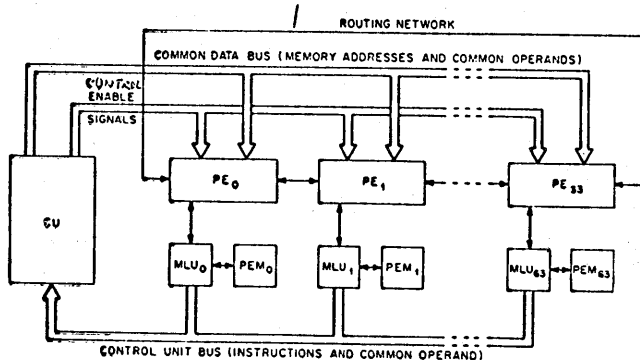 ROUTING NETWORK
COMMON DATA BUS (MEMORY ADDRESSES AND COMMON OPERANDS)
CONTROL
ENABLE
SIGNALS
PE0 PE1 PE33
CU
MLU0 PEM0 MLU1 PEM1 MLU63 PEM63
CONTROL UNIT BUS (INSTRUCTIONS AND COMMON OPERAND)